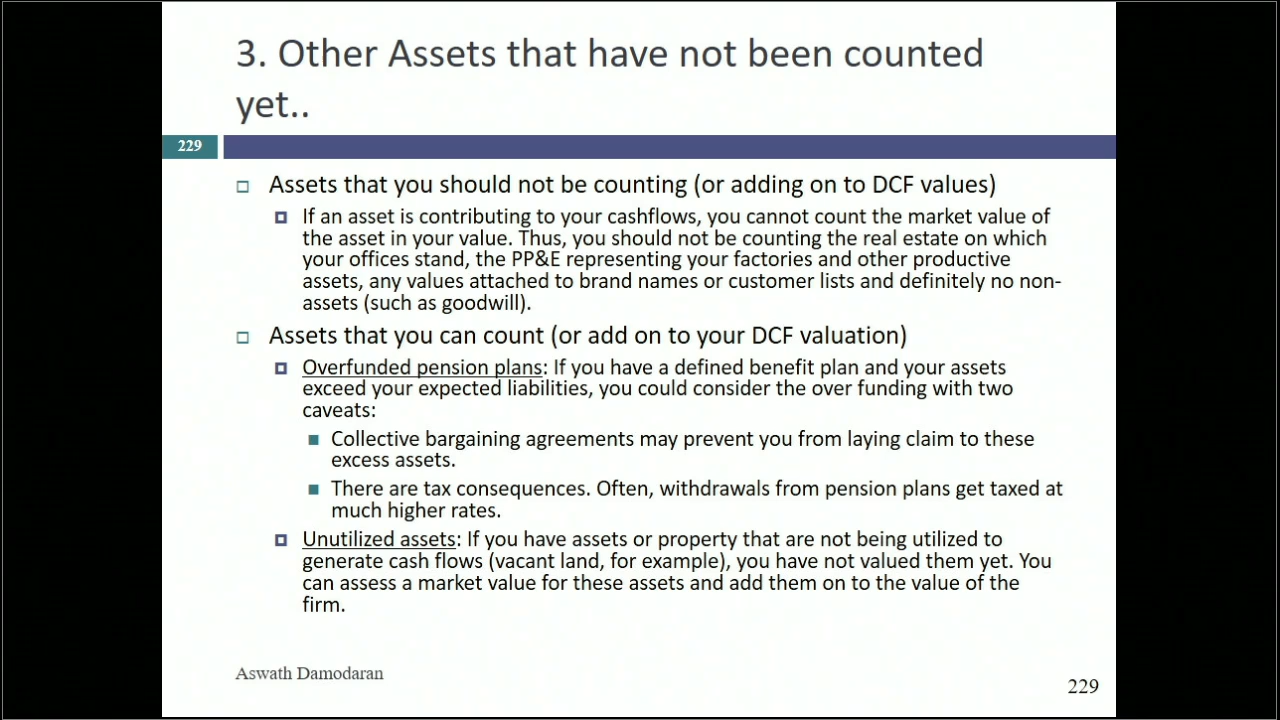 3. Other Assets that have not been counted
yet..
229
Assets that you should not be counting (or adding on to DCF values)
If an asset is contributing to your cashflows, you cannot count the market value of
the asset in your value. Thus, you should not be counting the real estate on which
your offices stand, the PP&E representing your factories and other productive
assets, any values attached to brand names or customer lists and definitely no non-
assets (such as goodwill).
Assets that you can count (or add on to your DCF valuation)
Overfunded pension plans: If you have a defined benefit plan and your assets
exceed your expected liabilities, you could consider the over funding with two
caveats:
Collective bargaining agreements may prevent you from laying claim to these
excess assets.
There are tax consequences. Often, withdrawals from pension plans get taxed at
much higher rates.
Unutilized assets: If you have assets or property that are not being utilized to
generate cash flows (vacant land, for example), you have not valued them yet. You
can assess a market value for these assets and add them on to the value of the
firm.
Aswath Damodaran
229